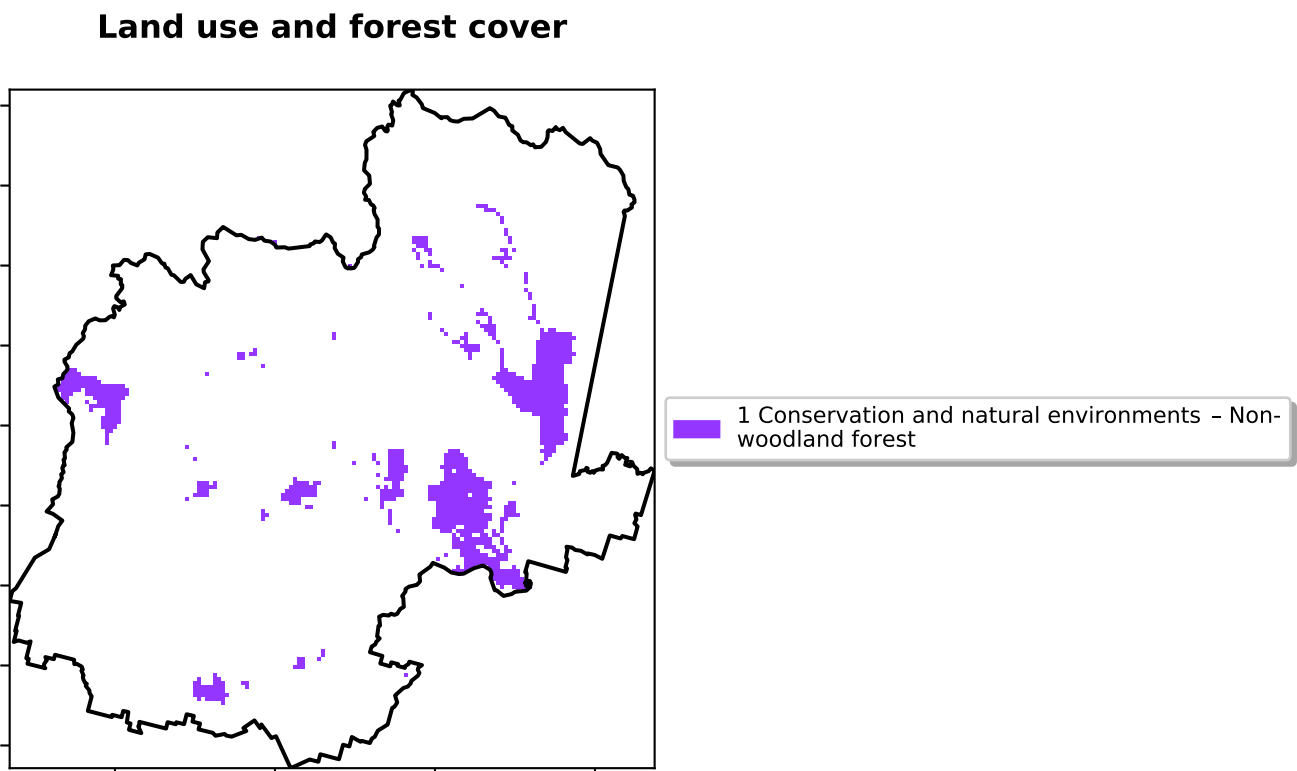 Land use and forest cover
1 Conservation and natural environments – Non-
woodland forest